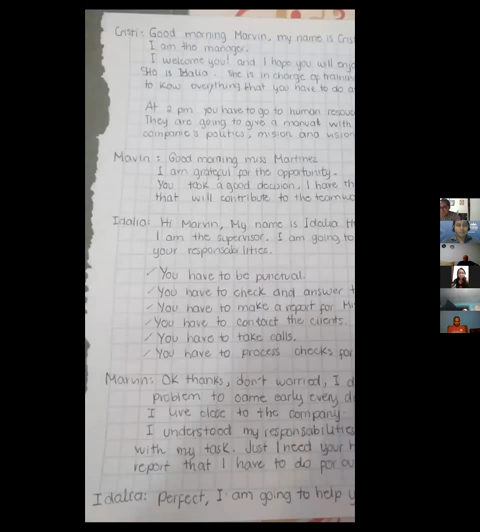 Cristi: Good morning Marvin, my name is Cris
I am the manager.
I welcome you! and I hope you will enjo
She is Idalia. She is in charge of training
to Know everything that you have to do a
At 2 pm you have to go to human resour
They are going to give a manual with
companie's politics, mision and vision
Mavin: Good morning miss Martinez
I am grateful for the opportunity.
You took a good decision, I have th
that will contribute to the teamwo
Idalia: Hi Marvin, My name is Idalia
I am the supervisor. I am going to
your responsabilities.
✓ You have to be punctual.
✓ You have to check and answer t
✓ You have to make a report for
✓ You have to contact the clients.
✓ You have to take calls.
✓ You have to process checks for
Marvin: OK thanks, don't worried, I d
problem to came early every d
I live close to the company.
I understood my responsabilities
with my task. Just I need your h
report that I have to do for ou
Idalia: Perfect, I am going to help y